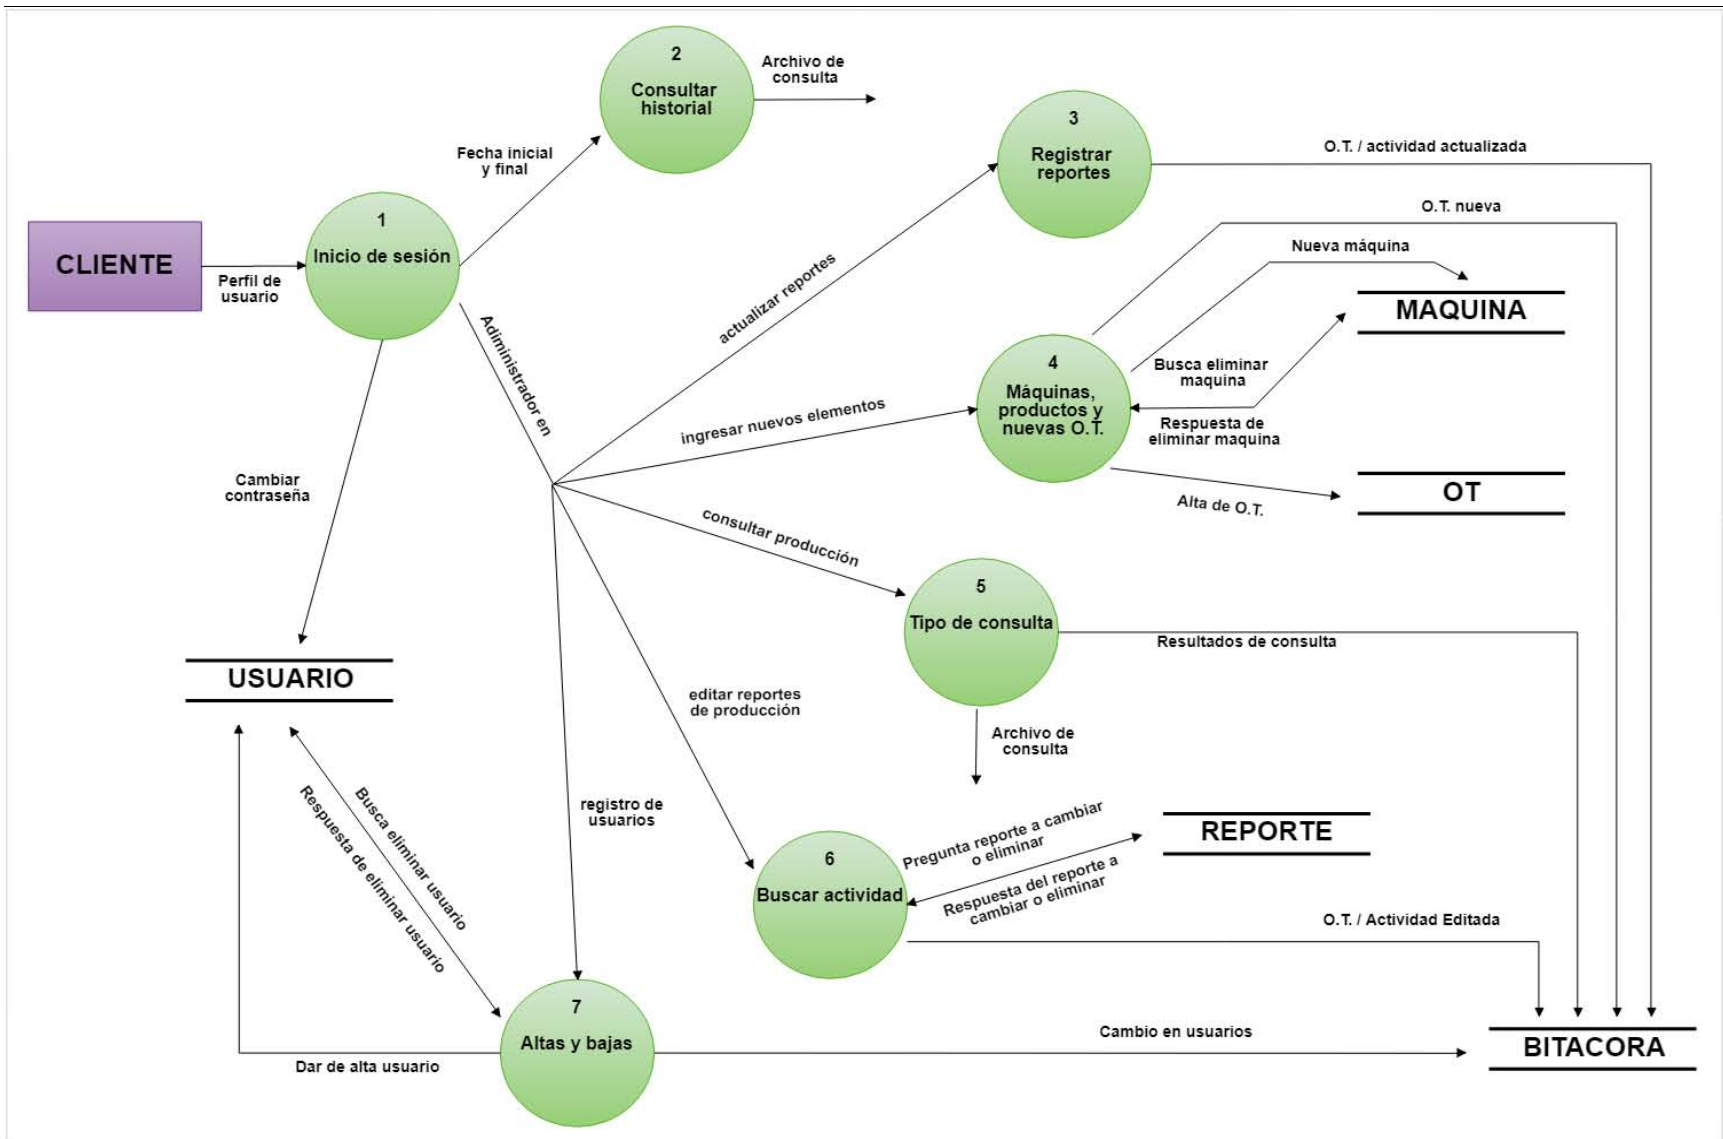 2
Consultar
historial
Archivo de
consulta
3
Registrar
reportes
O.T. / actividad actualizada
Fecha inicial
y final
O.T. nueva
1
Inicio de sesión
CLIENTE
Perfil de
usuario
Nueva máquina
MAQUINA
actualizar reportes
Adiministrador en
4
Máquinas,
productos y
nuevas O.T.
Busca eliminar
maquina
Respuesta de
eliminar maquina
ingresar nuevos elementos
Cambiar
contraseña
OT
Alta de O.T.
consultar producción
5
Tipo de consulta
Resultados de consulta
USUARIO
editar reportes
de producción
Archivo de
consulta
registro de
usuarios
Busca eliminar usuario
Respuesta de eliminar usuario
6
Buscar actividad
Pregunta reporte a cambiar
o eliminar
Respuesta del reporte a
cambiar o eliminar
REPORTE
O.T. / Actividad Editada
7
Altas y bajas
Dar de alta usuario
Cambio en usuarios
BITACORA